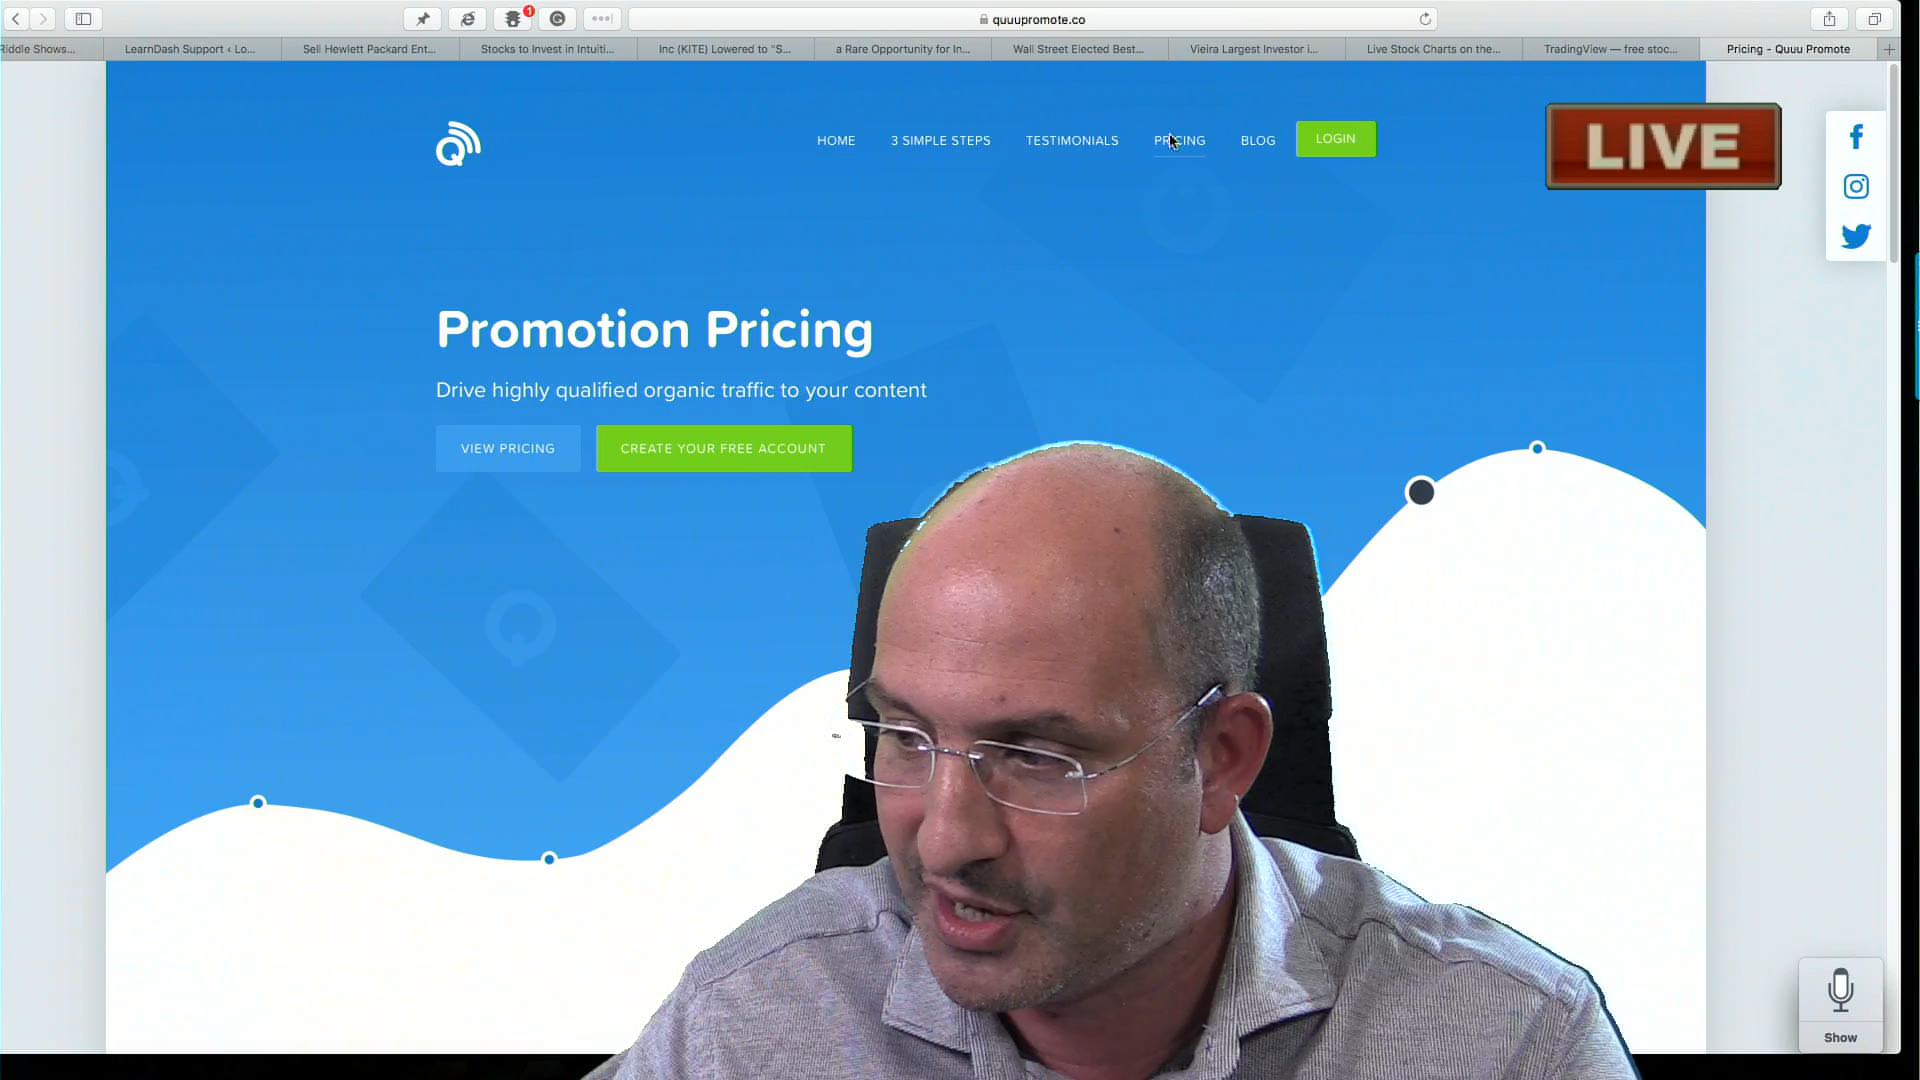 quuupromote.co
1
Riddle Shows...
LearnDash Support ‹ Lo...
Sell Hewlett Packard Ent...
Stocks to Invest in Intuiti...
Inc (KITE) Lowered to "S...
a Rare Opportunity for In...
Wall Street Elected Best...
Vieira Largest Investor i...
Live Stock Charts on the...
TradingView — free stoc...
Pricing - Quuu Promote
HOME
3 SIMPLE STEPS
TESTIMONIALS
PRICING
BLOG
LOGIN
LIVE
Promotion Pricing
Drive highly qualified organic traffic to your content
VIEW PRICING
CREATE YOUR FREE ACCOUNT
Show